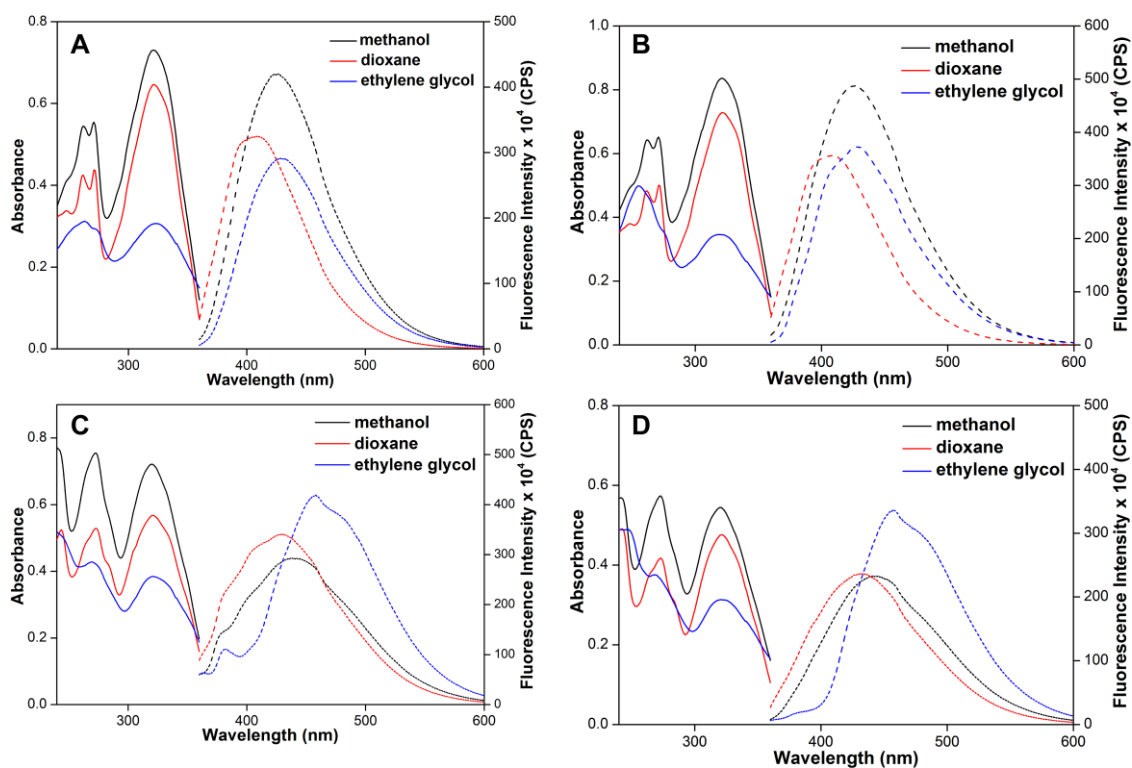 A
methanol
dioxane
ethylene glycol
0.8
0.6
0.4
0.2
0.0
Absorbance
500
400
300
200
100
0
Fluorescence Intensity x 10⁴ (CPS)
300 400 500 600
Wavelength (nm)
B
methanol
dioxane
ethylene glycol
1.0
0.8
0.6
0.4
0.2
0.0
Absorbance
600
500
400
300
200
100
0
Fluorescence Intensity x 10⁴ (CPS)
300 400 500 600
Wavelength (nm)
C
methanol
dioxane
ethylene glycol
0.8
0.6
0.4
0.2
0.0
Absorbance
600
500
400
300
200
100
0
Fluorescence Intensity x 10⁴ (CPS)
300 400 500 600
Wavelength (nm)
D
methanol
dioxane
ethylene glycol
0.8
0.6
0.4
0.2
0.0
Absorbance
500
400
300
200
100
0
Fluorescence Intensity x 10⁴ (CPS)
300 400 500 600
Wavelength (nm)